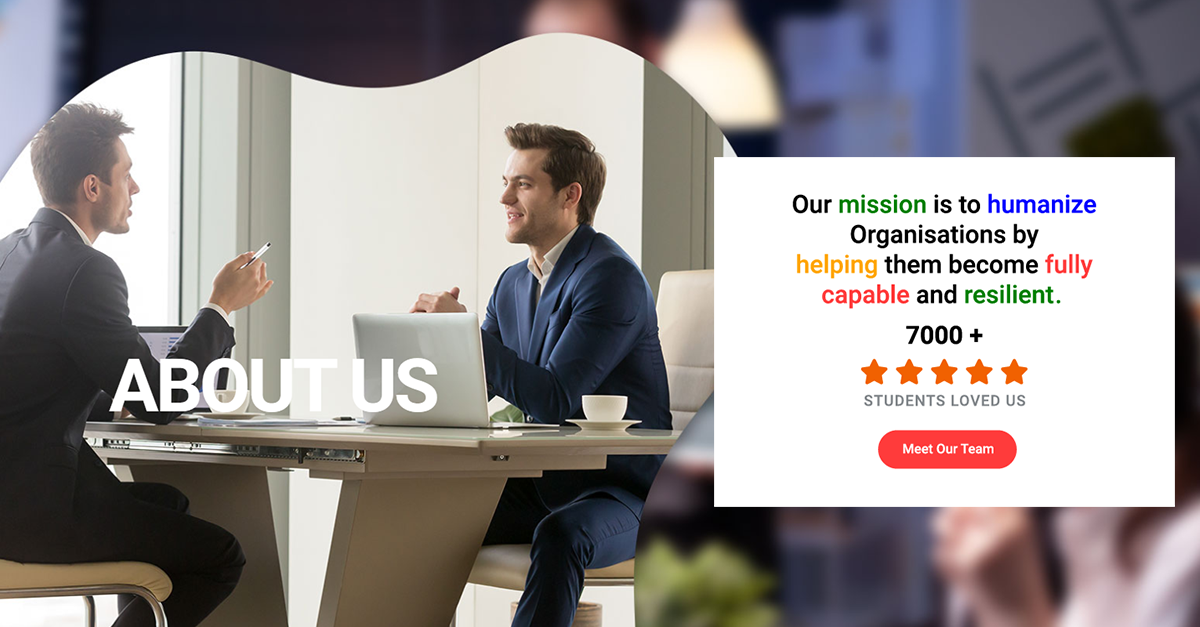 ABOUT US
Our mission is to humanize
Organisations by
helping them become fully
capable and resilient.
7000 +
STUDENTS LOVED US
Meet Our Team